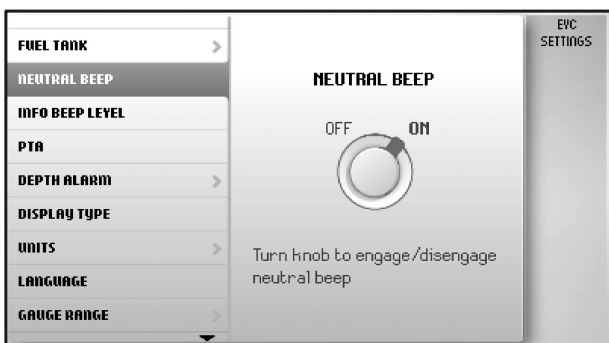 EVC
SETTINGS
FUEL TANK
NEUTRAL BEEP
INFO BEEP LEVEL
PTA
DEPTH ALARM
DISPLAY TYPE
UNITS
LANGUAGE
GAUGE RANGE
NEUTRAL BEEP
OFF ON
Turn knob to engage/disengage
neutral beep